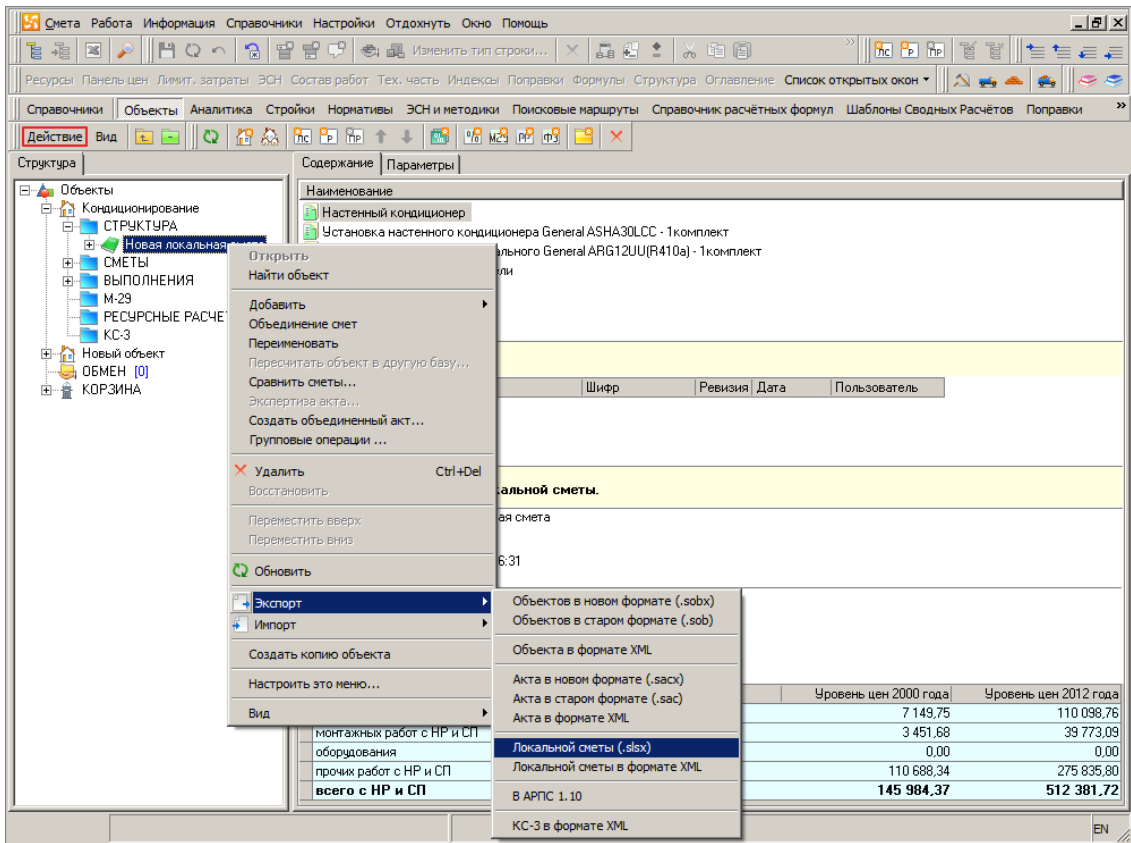 Смета Работа Информация Справочники Настройки Отдохнуть Окно Помощь
Изменить тип строки...
Ресурсы Панель цен Лимит. затраты ЭСН Состав работ Тех. часть Индексы Поправки Формулы Структура Оглавление Список открытых окон
Справочники Объекты Аналитика Стройки Нормативы ЭСН и методики Поисковые маршруты Справочник расчётных формул Шаблоны Сводных Расчётов Поправки
Действие Вид
Структура
Содержание Параметры
Объекты
Кондиционирование
СТРУКТУРА
Новая локальная смета
СМЕТЫ
ВЫПОЛНЕНИЯ
М-29
РЕСУРСНЫЕ РАСЧЕ
КС-3
Новый объект
ОБМЕН [0]
КОРЗИНА
Наименование
Настенный кондиционер
Установка настенного кондиционера General ASHA30LCC - 1комплект
ального General ARG12UU(R410a) - 1комплект
ли
Шифр Ревизия Дата Пользователь
альной сметы.
ая смета
6:31
Открыть
Найти объект
Добавить
Объединение смет
Переименовать
Пересчитать объект в другую базу...
Сравнить сметы...
Экспертиза акта...
Создать объединенный акт...
Групповые операции ...
Удалить Ctrl+Del
Восстановить
Переместить вверх
Переместить вниз
Обновить
Экспорт
Импорт
Создать копию объекта
Настроить это меню...
Вид
Объектов в новом формате (.sobx)
Объектов в старом формате (.sob)
Объекта в формате XML
Акта в новом формате (.sacx)
Акта в старом формате (.sac)
Акта в формате XML
Локальной сметы (.slsx)
Локальной сметы в формате XML
В АРПС 1.10
КС-3 в формате XML
Уровень цен 2000 года Уровень цен 2012 года
7 149,75 110 098,76
монтажных работ с НР и СП 3 451,68 39 773,09
оборудования 0,00 0,00
прочих работ с НР и СП 110 688,34 275 835,80
всего с НР и СП 145 984,37 512 381,72
EN